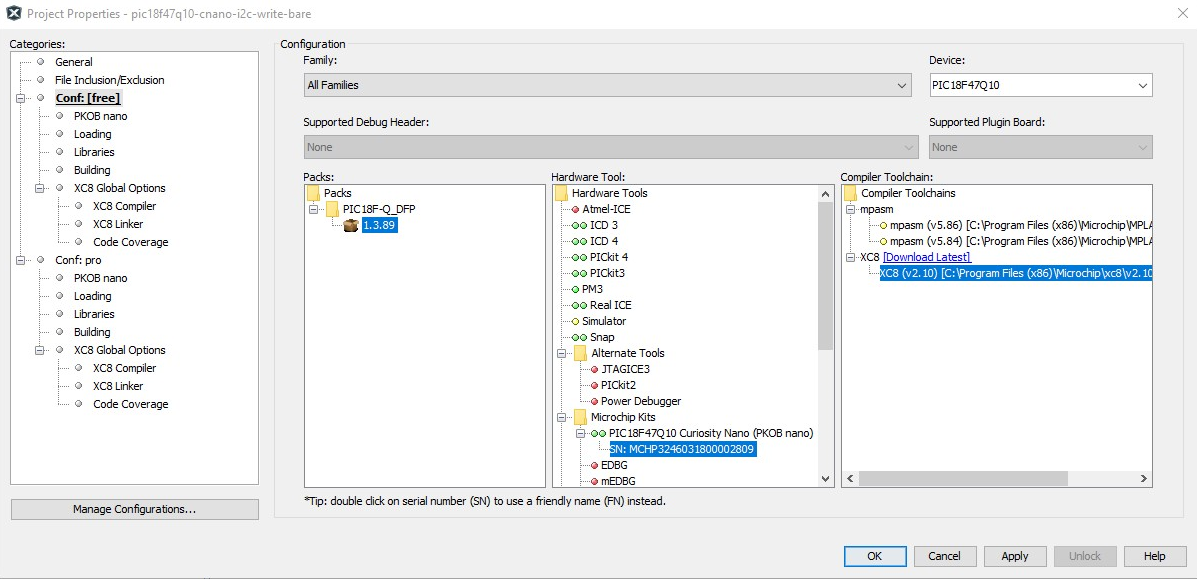 Project Properties - pic18f47q10-cnano-i2c-write-bare
Categories:
General
File Inclusion/Exclusion
Conf: [free]
PKOB nano
Loading
Libraries
Building
XC8 Global Options
XC8 Compiler
XC8 Linker
Code Coverage
Conf: pro
PKOB nano
Loading
Libraries
Building
XC8 Global Options
XC8 Compiler
XC8 Linker
Code Coverage
Manage Configurations...
Configuration
Family:
All Families
Device:
PIC18F47Q10
Supported Debug Header:
None
Supported Plugin Board:
None
Packs:
Packs
PIC18F-Q_DFP
1.3.89
Hardware Tool:
Hardware Tools
Atmel-ICE
ICD 3
ICD 4
PICkit 4
PICkit3
PM3
Real ICE
Simulator
Snap
Alternate Tools
JTAGICE3
PICkit2
Power Debugger
Microchip Kits
PIC18F47Q10 Curiosity Nano (PKOB nano)
SN: MCHP3246031800002809
EDBG
mEDBG
Compiler Toolchain:
Compiler Toolchains
mpasm
mpasm (v5.86) [C:\Program Files (x86)\Microchip\MPLA
mpasm (v5.84) [C:\Program Files (x86)\Microchip\MPLA
XC8 [Download Latest]
XC8 (v2.10) [C:\Program Files (x86)\Microchip\xc8\v2.10
*Tip: double click on serial number (SN) to use a friendly name (FN) instead.
OK
Cancel
Apply
Unlock
Help